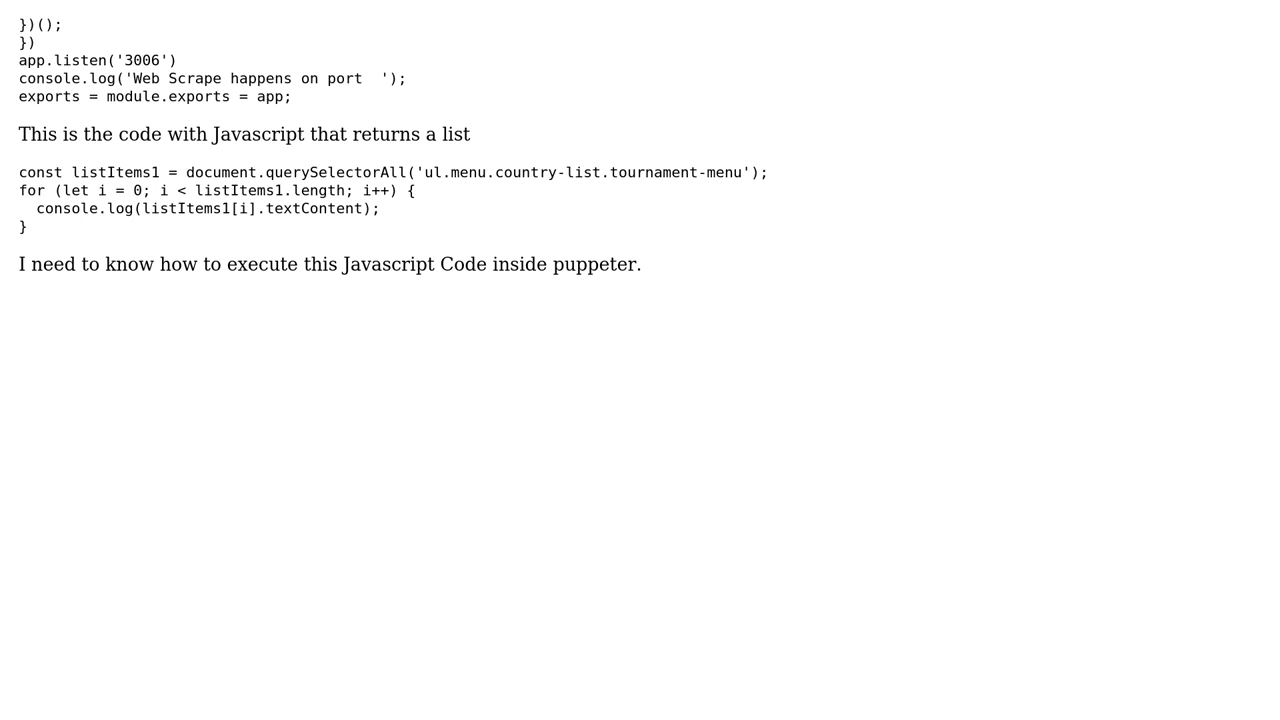 })();
})
app.listen('3006')
console.log('Web Scrape happens on port  ');
exports = module.exports = app;
This is the code with Javascript that returns a list
const listItems1 = document.querySelectorAll('ul.menu.country-list.tournament-menu');
for (let i = 0; i < listItems1.length; i++) {
  console.log(listItems1[i].textContent);
}
I need to know how to execute this Javascript Code inside puppeter.